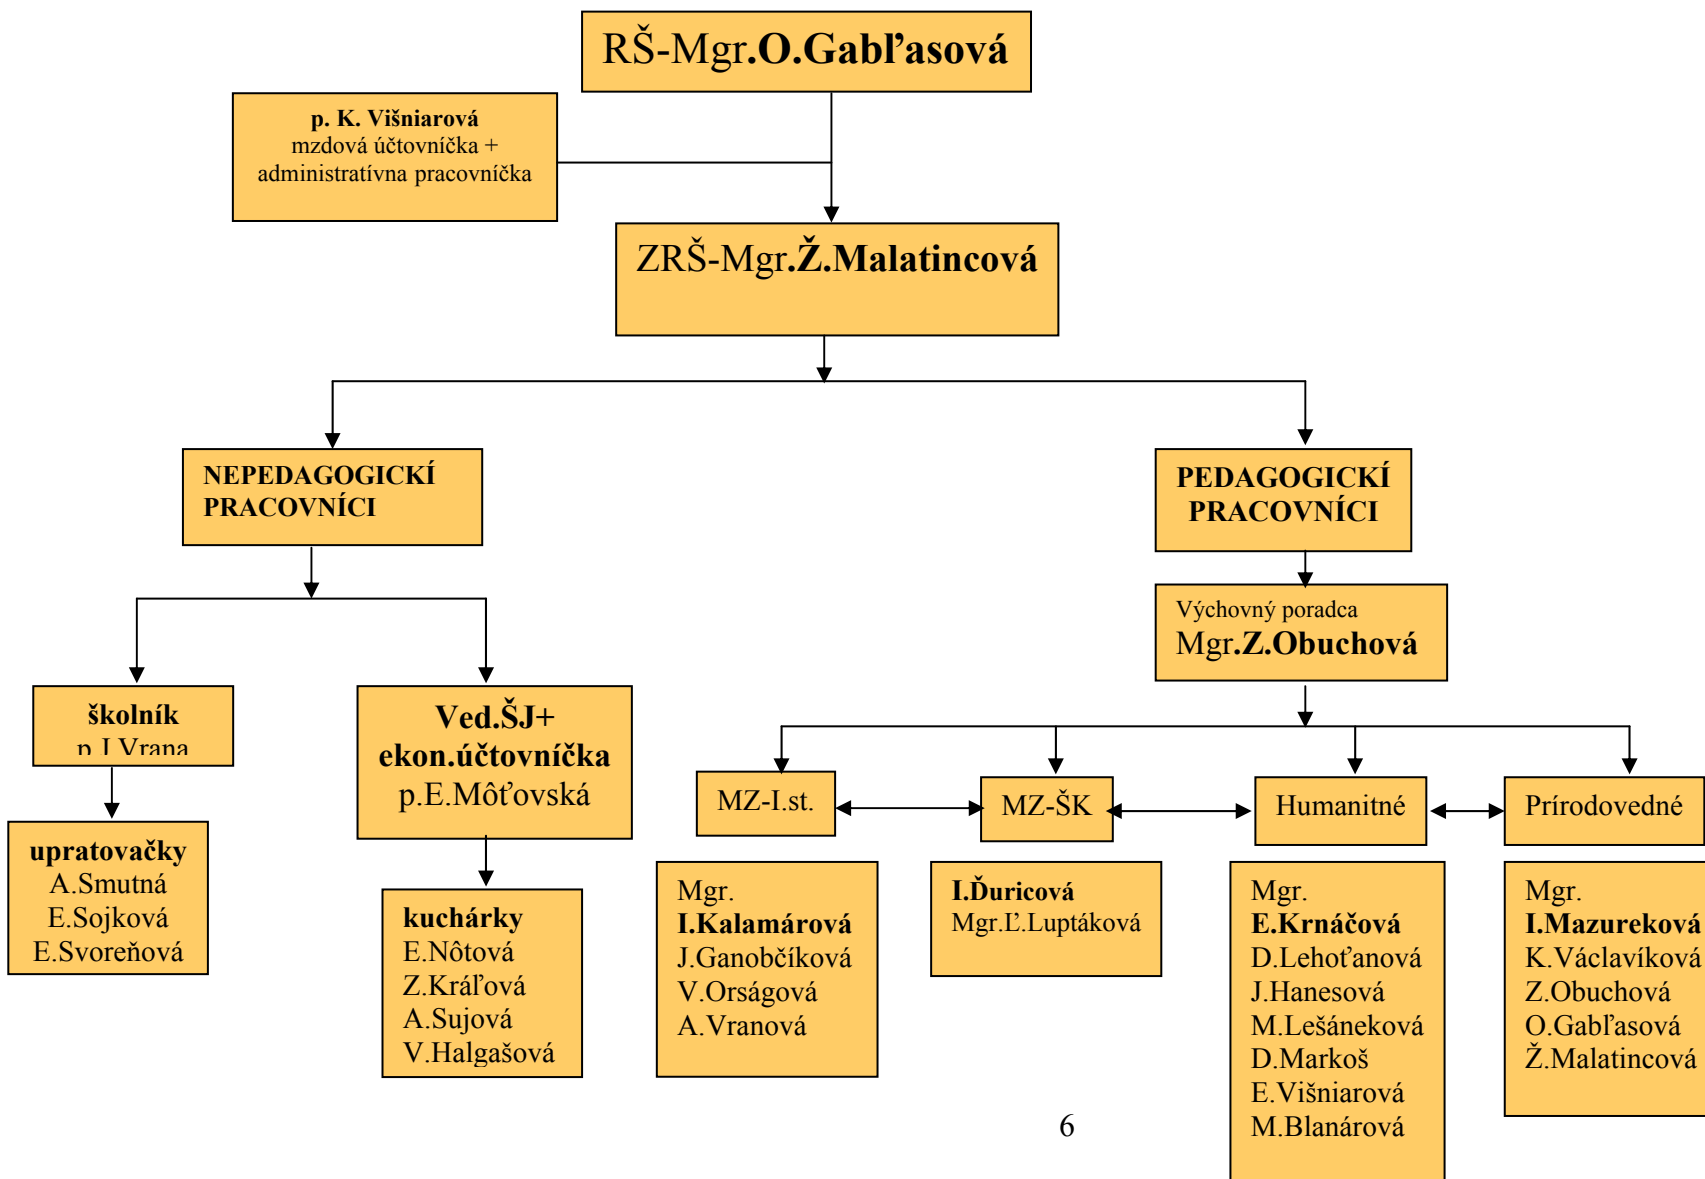 RŠ-Mgr.O.Gabľasová
p. K. Višniarová
mzdová účtovníčka +
administratívna pracovníčka
ZRŠ-Mgr.Ž.Malatincová
NEPEDAGOGICKÍ
PRACOVNÍCI
PEDAGOGICKÍ
PRACOVNÍCI
Výchovný poradca
Mgr.Z.Obuchová
školník
p.J.Vrana
Ved.ŠJ+
ekon.účtovníčka
p.E.Môťovská
upratovačky
A.Smutná
E.Sojková
E.Svoreňová
kuchárky
E.Nôtová
Z.Kráľová
A.Sujová
V.Halgašová
MZ-I.st.
MZ-ŠK
Humanitné
Prírodovedné
Mgr.
I.Kalamárová
J.Ganobčíková
V.Orságová
A.Vranová
I.Ďuricová
Mgr.Ľ.Luptáková
Mgr.
E.Krnáčová
D.Lehoťanová
J.Hanesová
M.Lešáneková
D.Markoš
E.Višniarová
M.Blanárová
Mgr.
I.Mazureková
K.Václavíková
Z.Obuchová
O.Gabľasová
Ž.Malatincová
6